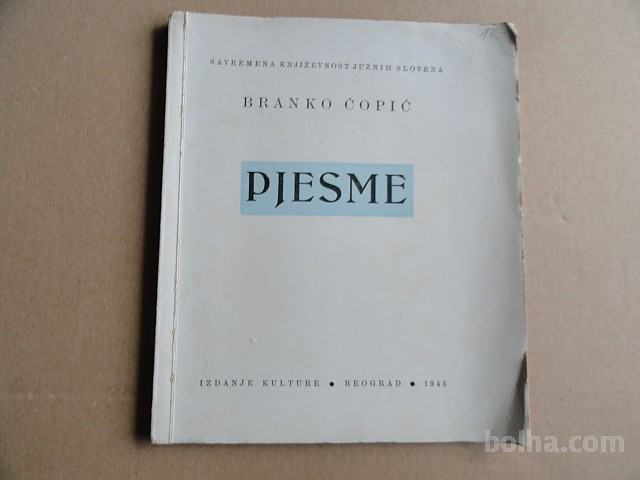 SAVREMENA KNJIŽEVNOST JUŽNIH SLOVENA
BRANKO ĆOPIĆ
PJESME
IZDANJE KULTURE • BEOGRAD • 1945
bolha.com